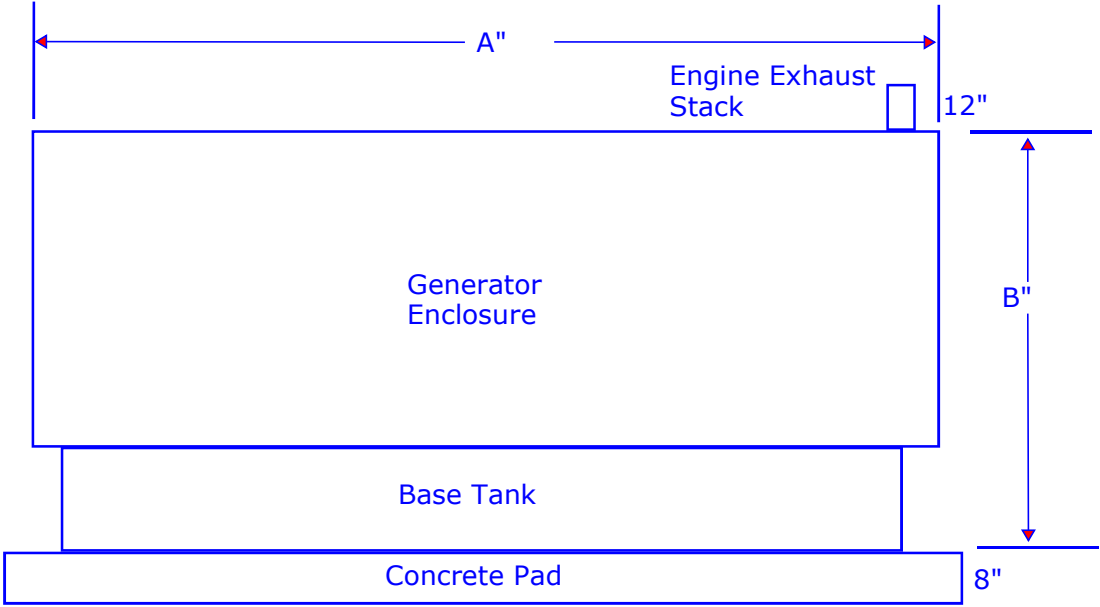 A"
Engine Exhaust
Stack
12"
Generator
Enclosure
B"
Base Tank
Concrete Pad
8"